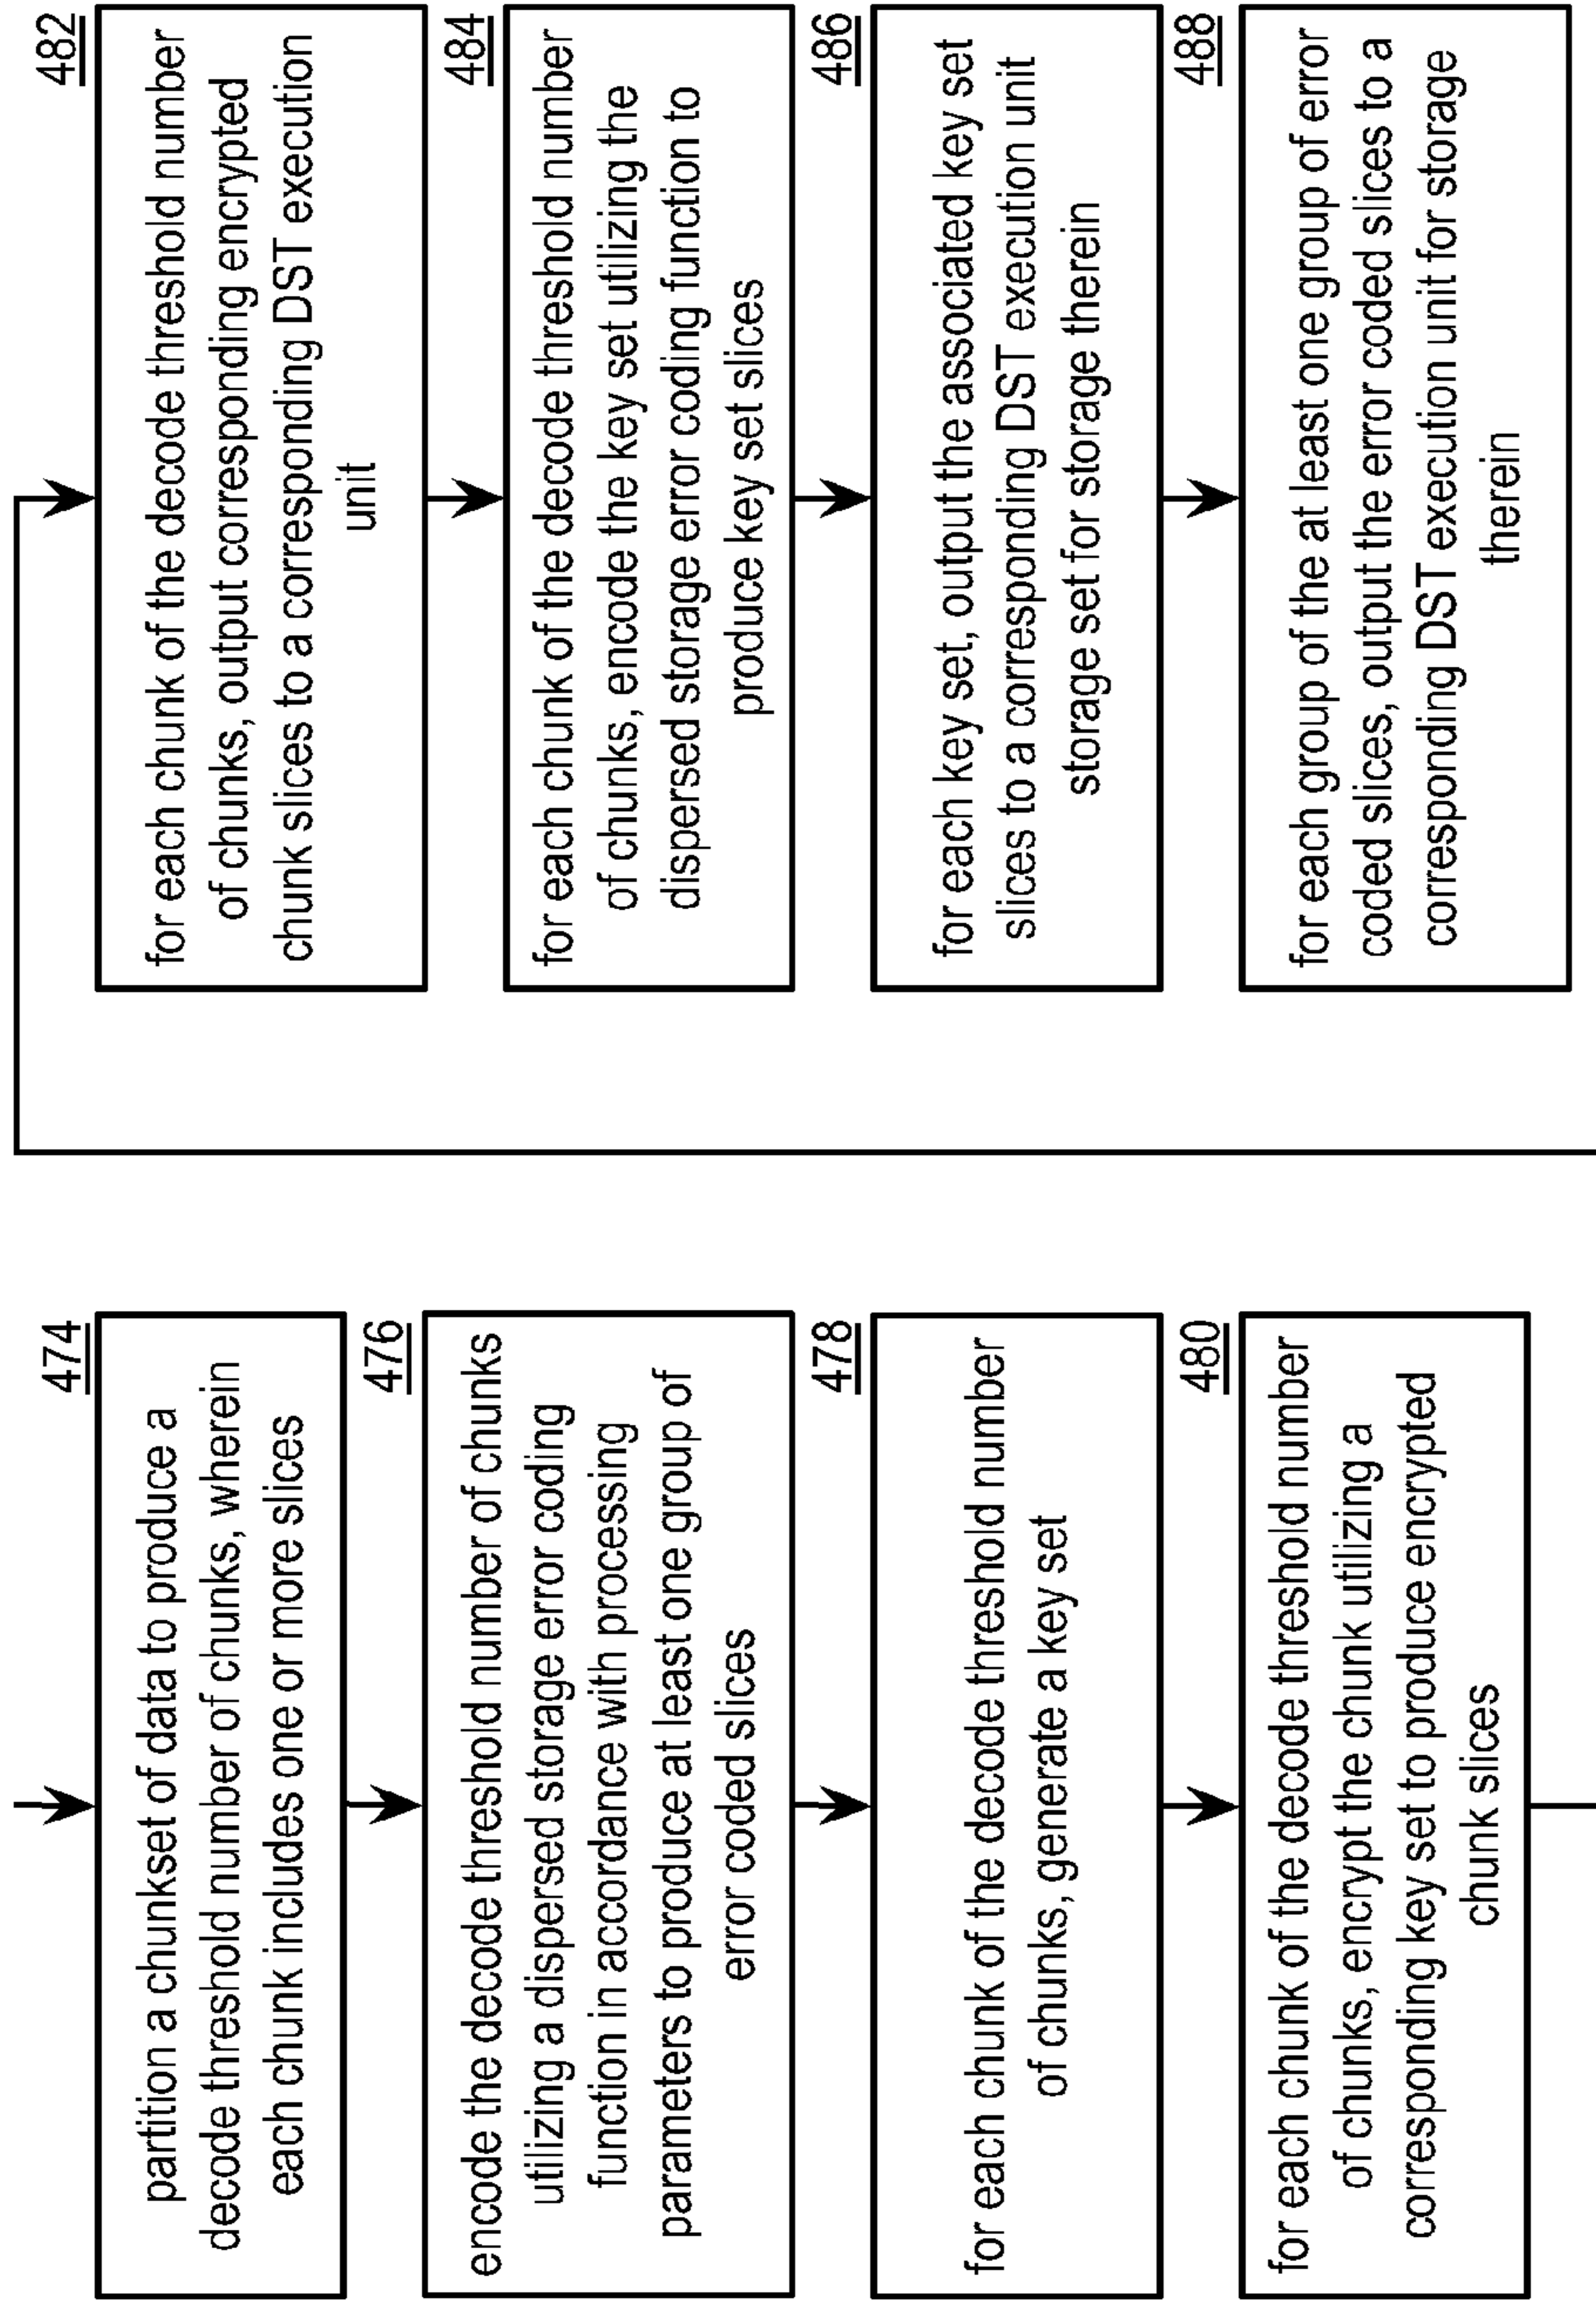 474
partition a chunkset of data to produce a
decode threshold number of chunks, wherein
each chunk includes one or more slices
476
encode the decode threshold number of chunks
utilizing a dispersed storage error coding
function in accordance with processing
parameters to produce at least one group of
error coded slices
478
for each chunk of the decode threshold number
of chunks, generate a key set
480
for each chunk of the decode threshold number
of chunks, encrypt the chunk utilizing a
corresponding key set to produce encrypted
chunk slices
482
for each chunk of the decode threshold number
of chunks, output corresponding encrypted
chunk slices to a corresponding DST execution
unit
484
for each chunk of the decode threshold number
of chunks, encode the key set utilizing the
dispersed storage error coding function to
produce key set slices
486
for each key set, output the associated key set
slices to a corresponding DST execution unit
storage set for storage therein
488
for each group of the at least one group of error
coded slices, output the error coded slices to a
corresponding DST execution unit for storage
therein